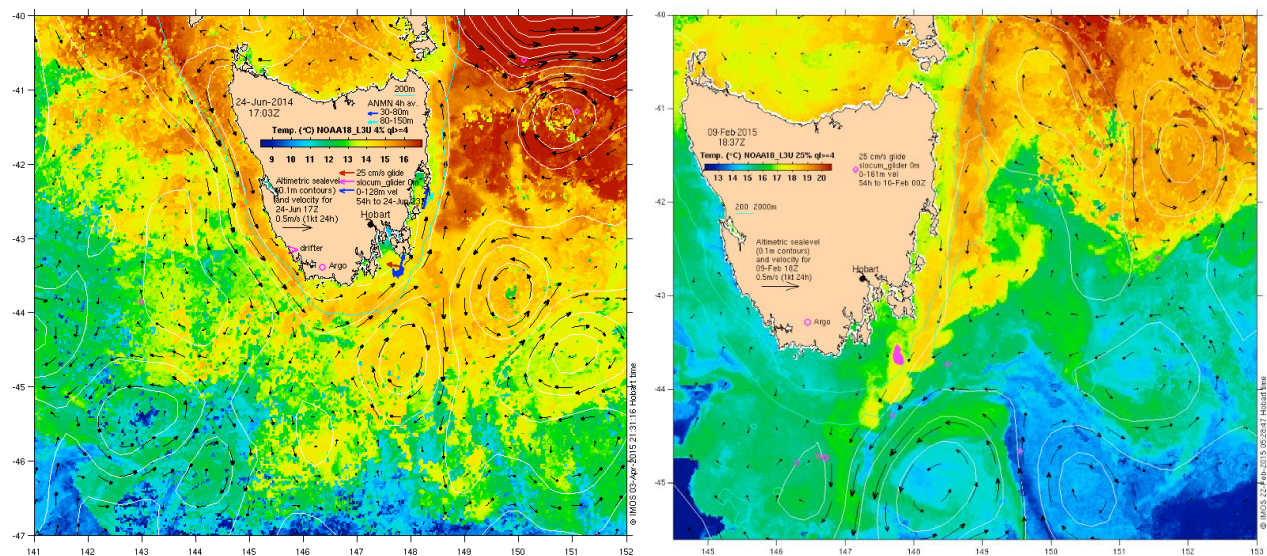 -40
-41
-42
-43
-44
-45
-46
-47
141
142
143
144
145
146
147
148
149
150
151
152
24-Jun-2014
17:03Z
200m
ANMN 4h av.
30-80m
80-150m
Temp. (°C) NOAA18_L3U 4% ql>=4
9 10 11 12 13 14 15 16
25 cm/s glide
slocum_glider 0m
0-128m vel
54h to 24-Jun
Altimetric sealevel
(0.1m contours)
and velocity for
24-Jun 17Z
0.5m/s (1kt 24h)
Hobart
drifter
Argo
© IMOS 03-Apr-2015 21:31:16 Hobart time
-40
-41
-42
-43
-44
-45
145
146
147
148
149
150
151
152
153
09-Feb-2015
18:37Z
Temp. (°C) NOAA18_L3U 25% ql>=4
13 14 15 16 17 18 19 20
25 cm/s glide
slocum_glider 0m
0-161m vel
54h to 10-Feb 00Z
200 2000m
Altimetric sealevel
(0.1m contours)
and velocity for
09-Feb 18Z
0.5m/s (1kt 24h)
Hobart
Argo
© IMOS 22-Feb-2015 05:28:47 Hobart time